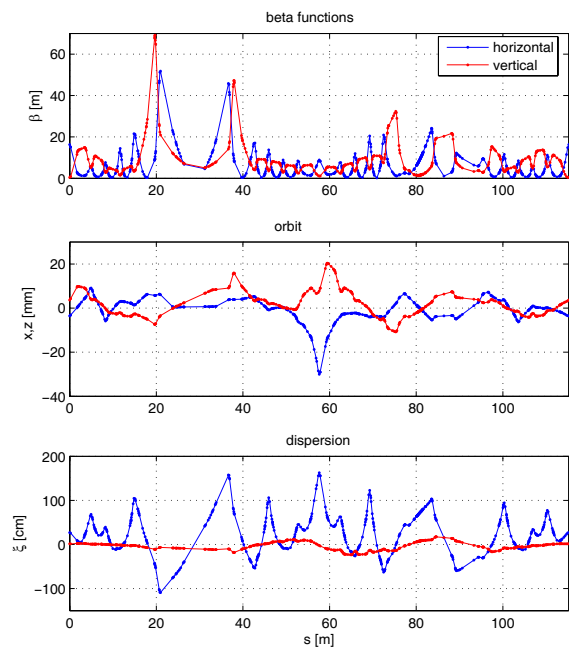 beta functions
horizontal
vertical
β [m]
60
40
20
0
0 20 40 60 80 100
orbit
x,z [mm]
20
0
−20
−40
0 20 40 60 80 100
dispersion
ξ [cm]
200
100
0
−100
0 20 40 60 80 100
s [m]